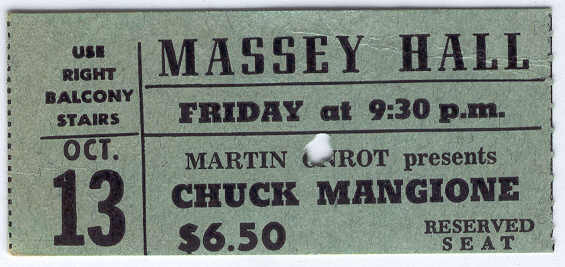 USE
RIGHT
BALCONY
STAIRS
OCT.
13
MASSEY HALL
FRIDAY at 9:30 p.m.
MARTIN presents
CHUCK MANGIONE
$6.50
RESERVED
SEAT